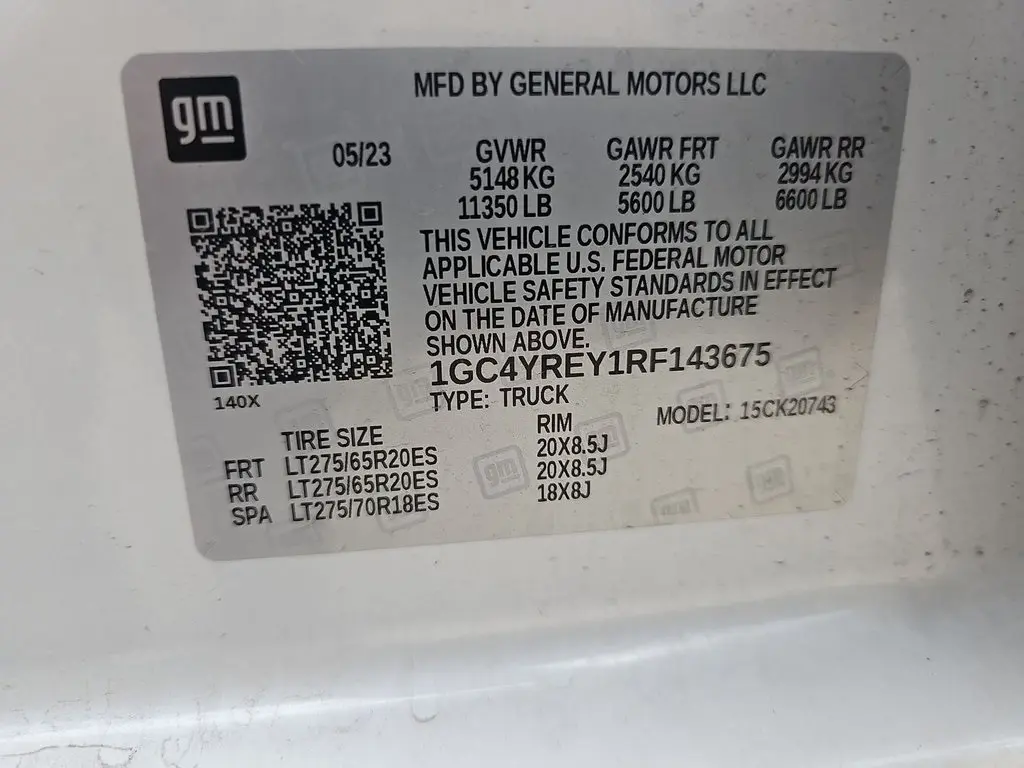 gm
MFD BY GENERAL MOTORS LLC
05/23 GVWR GAWR FRT GAWR RR
5148 KG 2540 KG 2994 KG
11350 LB 5600 LB 6600 LB
THIS VEHICLE CONFORMS TO ALL
APPLICABLE U.S. FEDERAL MOTOR
VEHICLE SAFETY STANDARDS IN EFFECT
ON THE DATE OF MANUFACTURE
SHOWN ABOVE.
1GC4YREY1RF143675
140X
TYPE: TRUCK MODEL: 15CK20743
TIRE SIZE RIM
FRT LT275/65R20ES 20X8.5J
RR LT275/65R20ES 20X8.5J
SPA LT275/70R18ES 18X8J
gm